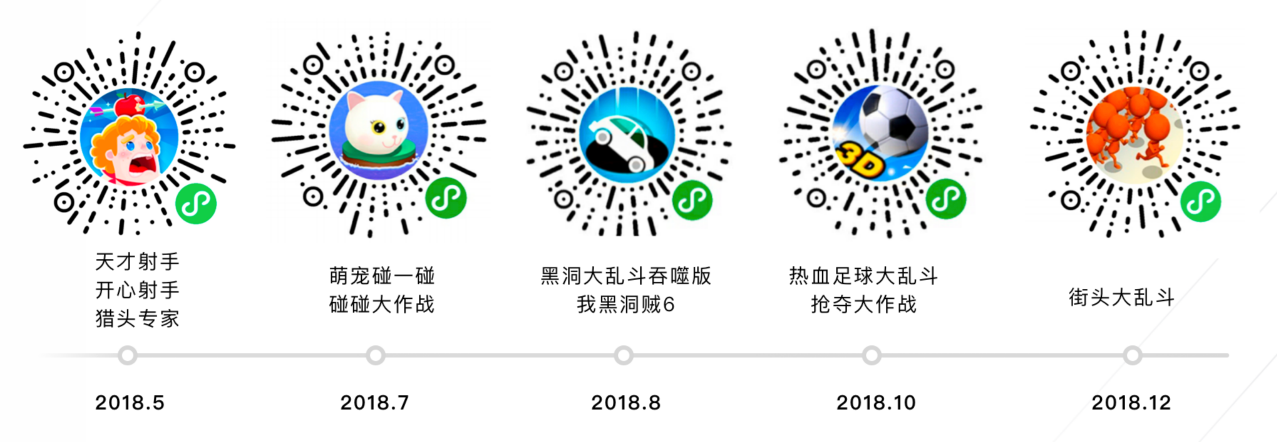 3D
天才射手
开心射手
猎头专家
萌宠碰一碰
碰碰大作战
黑洞大乱斗吞噬版
我黑洞贼6
热血足球大乱斗
抢夺大作战
街头大乱斗
2018.5
2018.7
2018.8
2018.10
2018.12